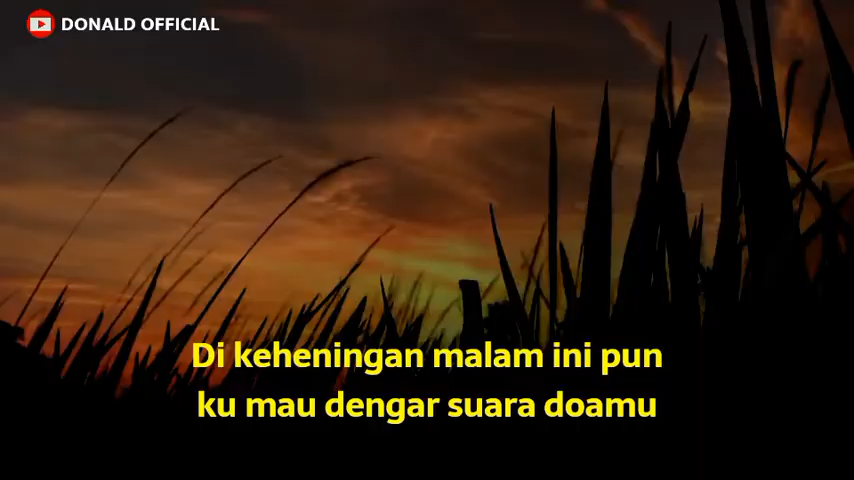 DONALD OFFICIAL
Di keheningan malam ini pun
ku mau dengar suara doamu